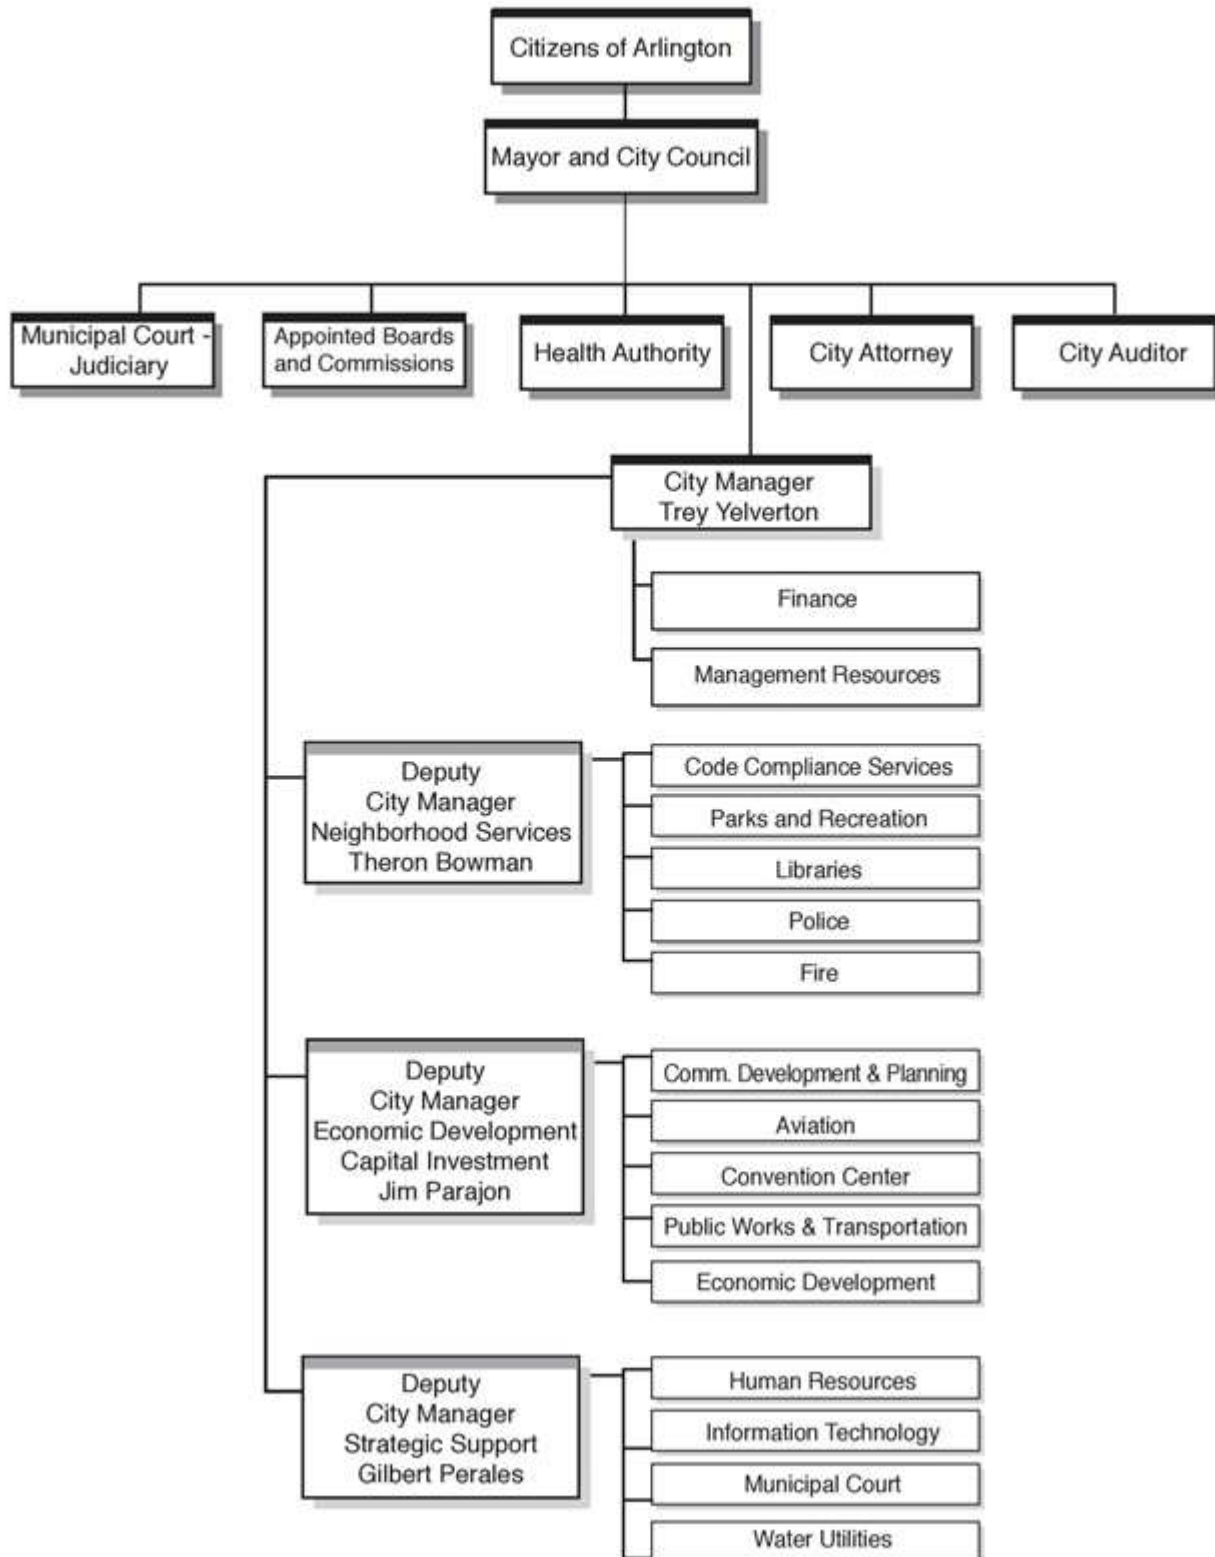 Citizens of Arlington
Mayor and City Council
Municipal Court -
Judiciary
Appointed Boards
and Commissions
Health Authority
City Attorney
City Auditor
City Manager
Trey Yelverton
Finance
Management Resources
Deputy
City Manager
Neighborhood Services
Theron Bowman
Code Compliance Services
Parks and Recreation
Libraries
Police
Fire
Deputy
City Manager
Economic Development
Capital Investment
Jim Parajon
Comm. Development & Planning
Aviation
Convention Center
Public Works & Transportation
Economic Development
Deputy
City Manager
Strategic Support
Gilbert Perales
Human Resources
Information Technology
Municipal Court
Water Utilities